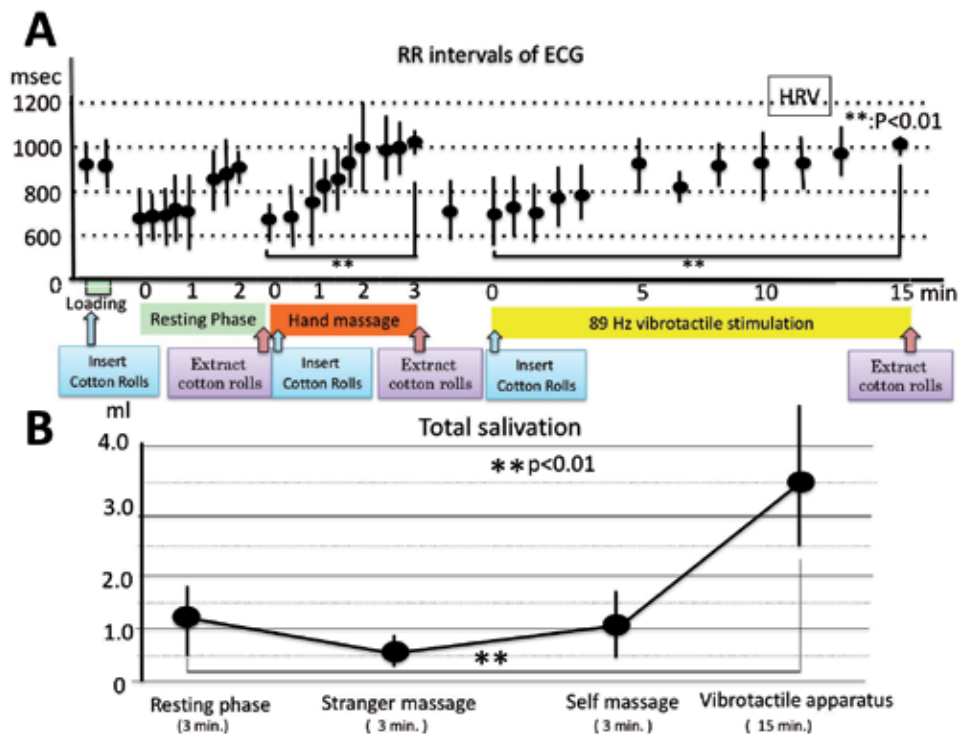 A
RR intervals of ECG
msec
HRV
**:P<0.01
1200
1000
800
600
0
**
**
Loading
0 1 2 0 1 2 3 0 5 10 15 min
Resting Phase
Hand massage
89 Hz vibrotactile stimulation
Insert
Cotton Rolls
Extract
cotton rolls
Insert
Cotton Rolls
Extract
cotton rolls
Insert
Cotton Rolls
Extract
cotton rolls
B
ml
Total salivation
**p<0.01
4.0
3.0
2.0
1.0
0
**
Resting phase
(3 min.)
Stranger massage
( 3 min.)
Self massage
( 3 min.)
Vibrotactile apparatus
( 15 min.)